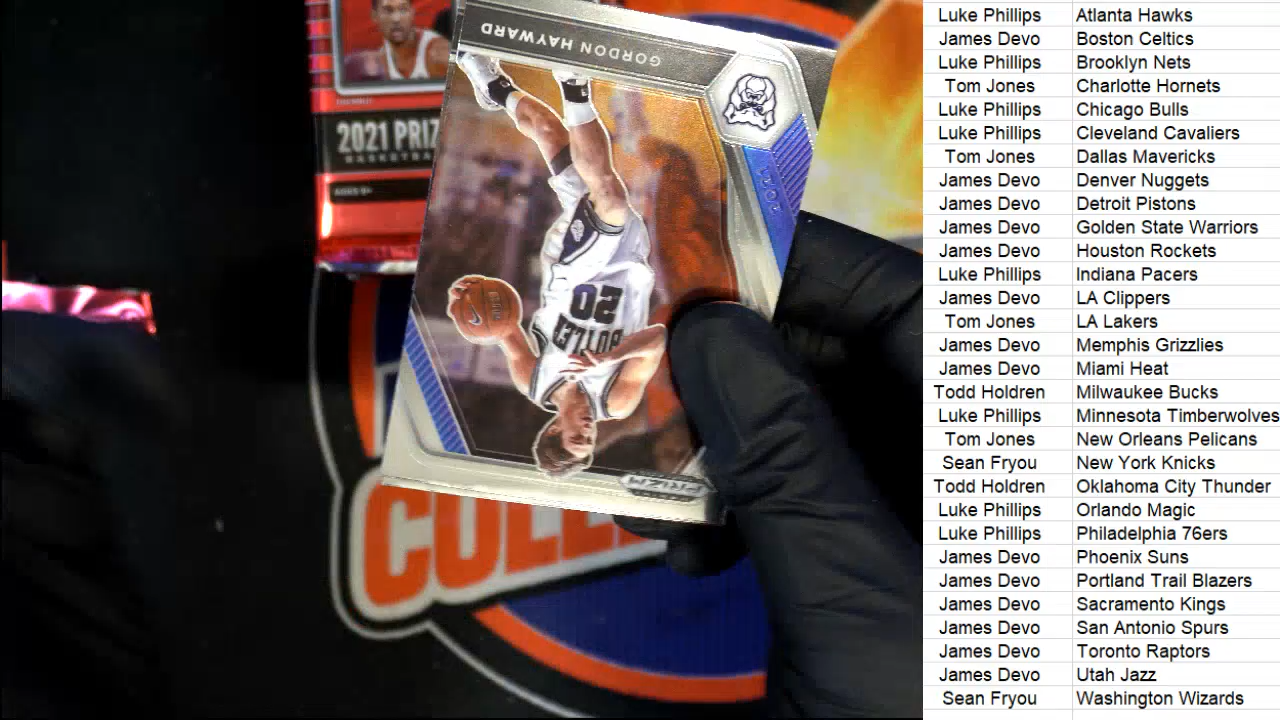 GORDON HAYWARD
2021
20
BUTLER
PRIZM
2021 PRIZ
BASKETBA
AGES 9+
COLLE
Luke Phillips Atlanta Hawks
James Devo Boston Celtics
Luke Phillips Brooklyn Nets
Tom Jones Charlotte Hornets
Luke Phillips Chicago Bulls
Luke Phillips Cleveland Cavaliers
Tom Jones Dallas Mavericks
James Devo Denver Nuggets
James Devo Detroit Pistons
James Devo Golden State Warriors
James Devo Houston Rockets
Luke Phillips Indiana Pacers
James Devo LA Clippers
Tom Jones LA Lakers
James Devo Memphis Grizzlies
James Devo Miami Heat
Todd Holdren Milwaukee Bucks
Luke Phillips Minnesota Timberwolves
Tom Jones New Orleans Pelicans
Sean Fryou New York Knicks
Todd Holdren Oklahoma City Thunder
Luke Phillips Orlando Magic
Luke Phillips Philadelphia 76ers
James Devo Phoenix Suns
James Devo Portland Trail Blazers
James Devo Sacramento Kings
James Devo San Antonio Spurs
James Devo Toronto Raptors
James Devo Utah Jazz
Sean Fryou Washington Wizards